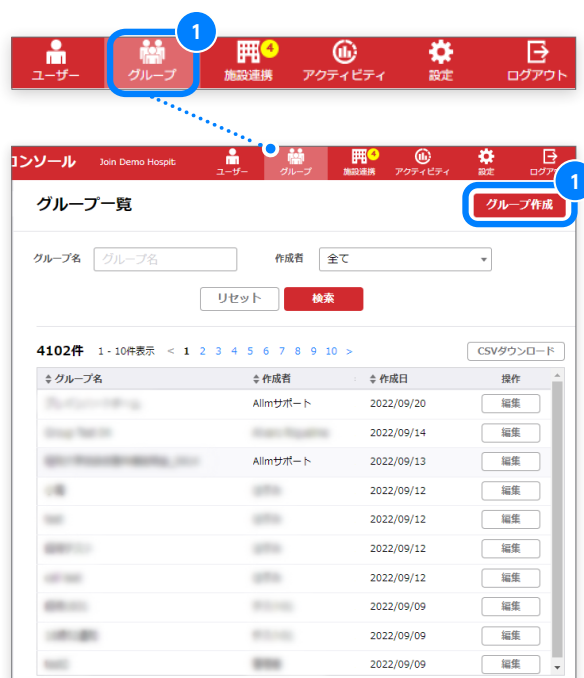 1
4
ユーザー グループ 施設連携 アクティビティ 設定 ログアウト
コンソール Join Demo Hospit
4
ユーザー グループ 施設連携 アクティビティ 設定
1
グループ一覧 グループ作成
グループ名 グループ名 作成者 全て
リセット 検索
4102件 1 - 10件表示 < 1 2 3 4 5 6 7 8 9 10 > CSVダウンロード
グループ名 作成者 作成日 操作
Allmサポート 2022/09/20 編集
2022/09/14 編集
Allmサポート 2022/09/13 編集
2022/09/12 編集
2022/09/12 編集
2022/09/12 編集
2022/09/12 編集
2022/09/09 編集
2022/09/09 編集
2022/09/09 編集